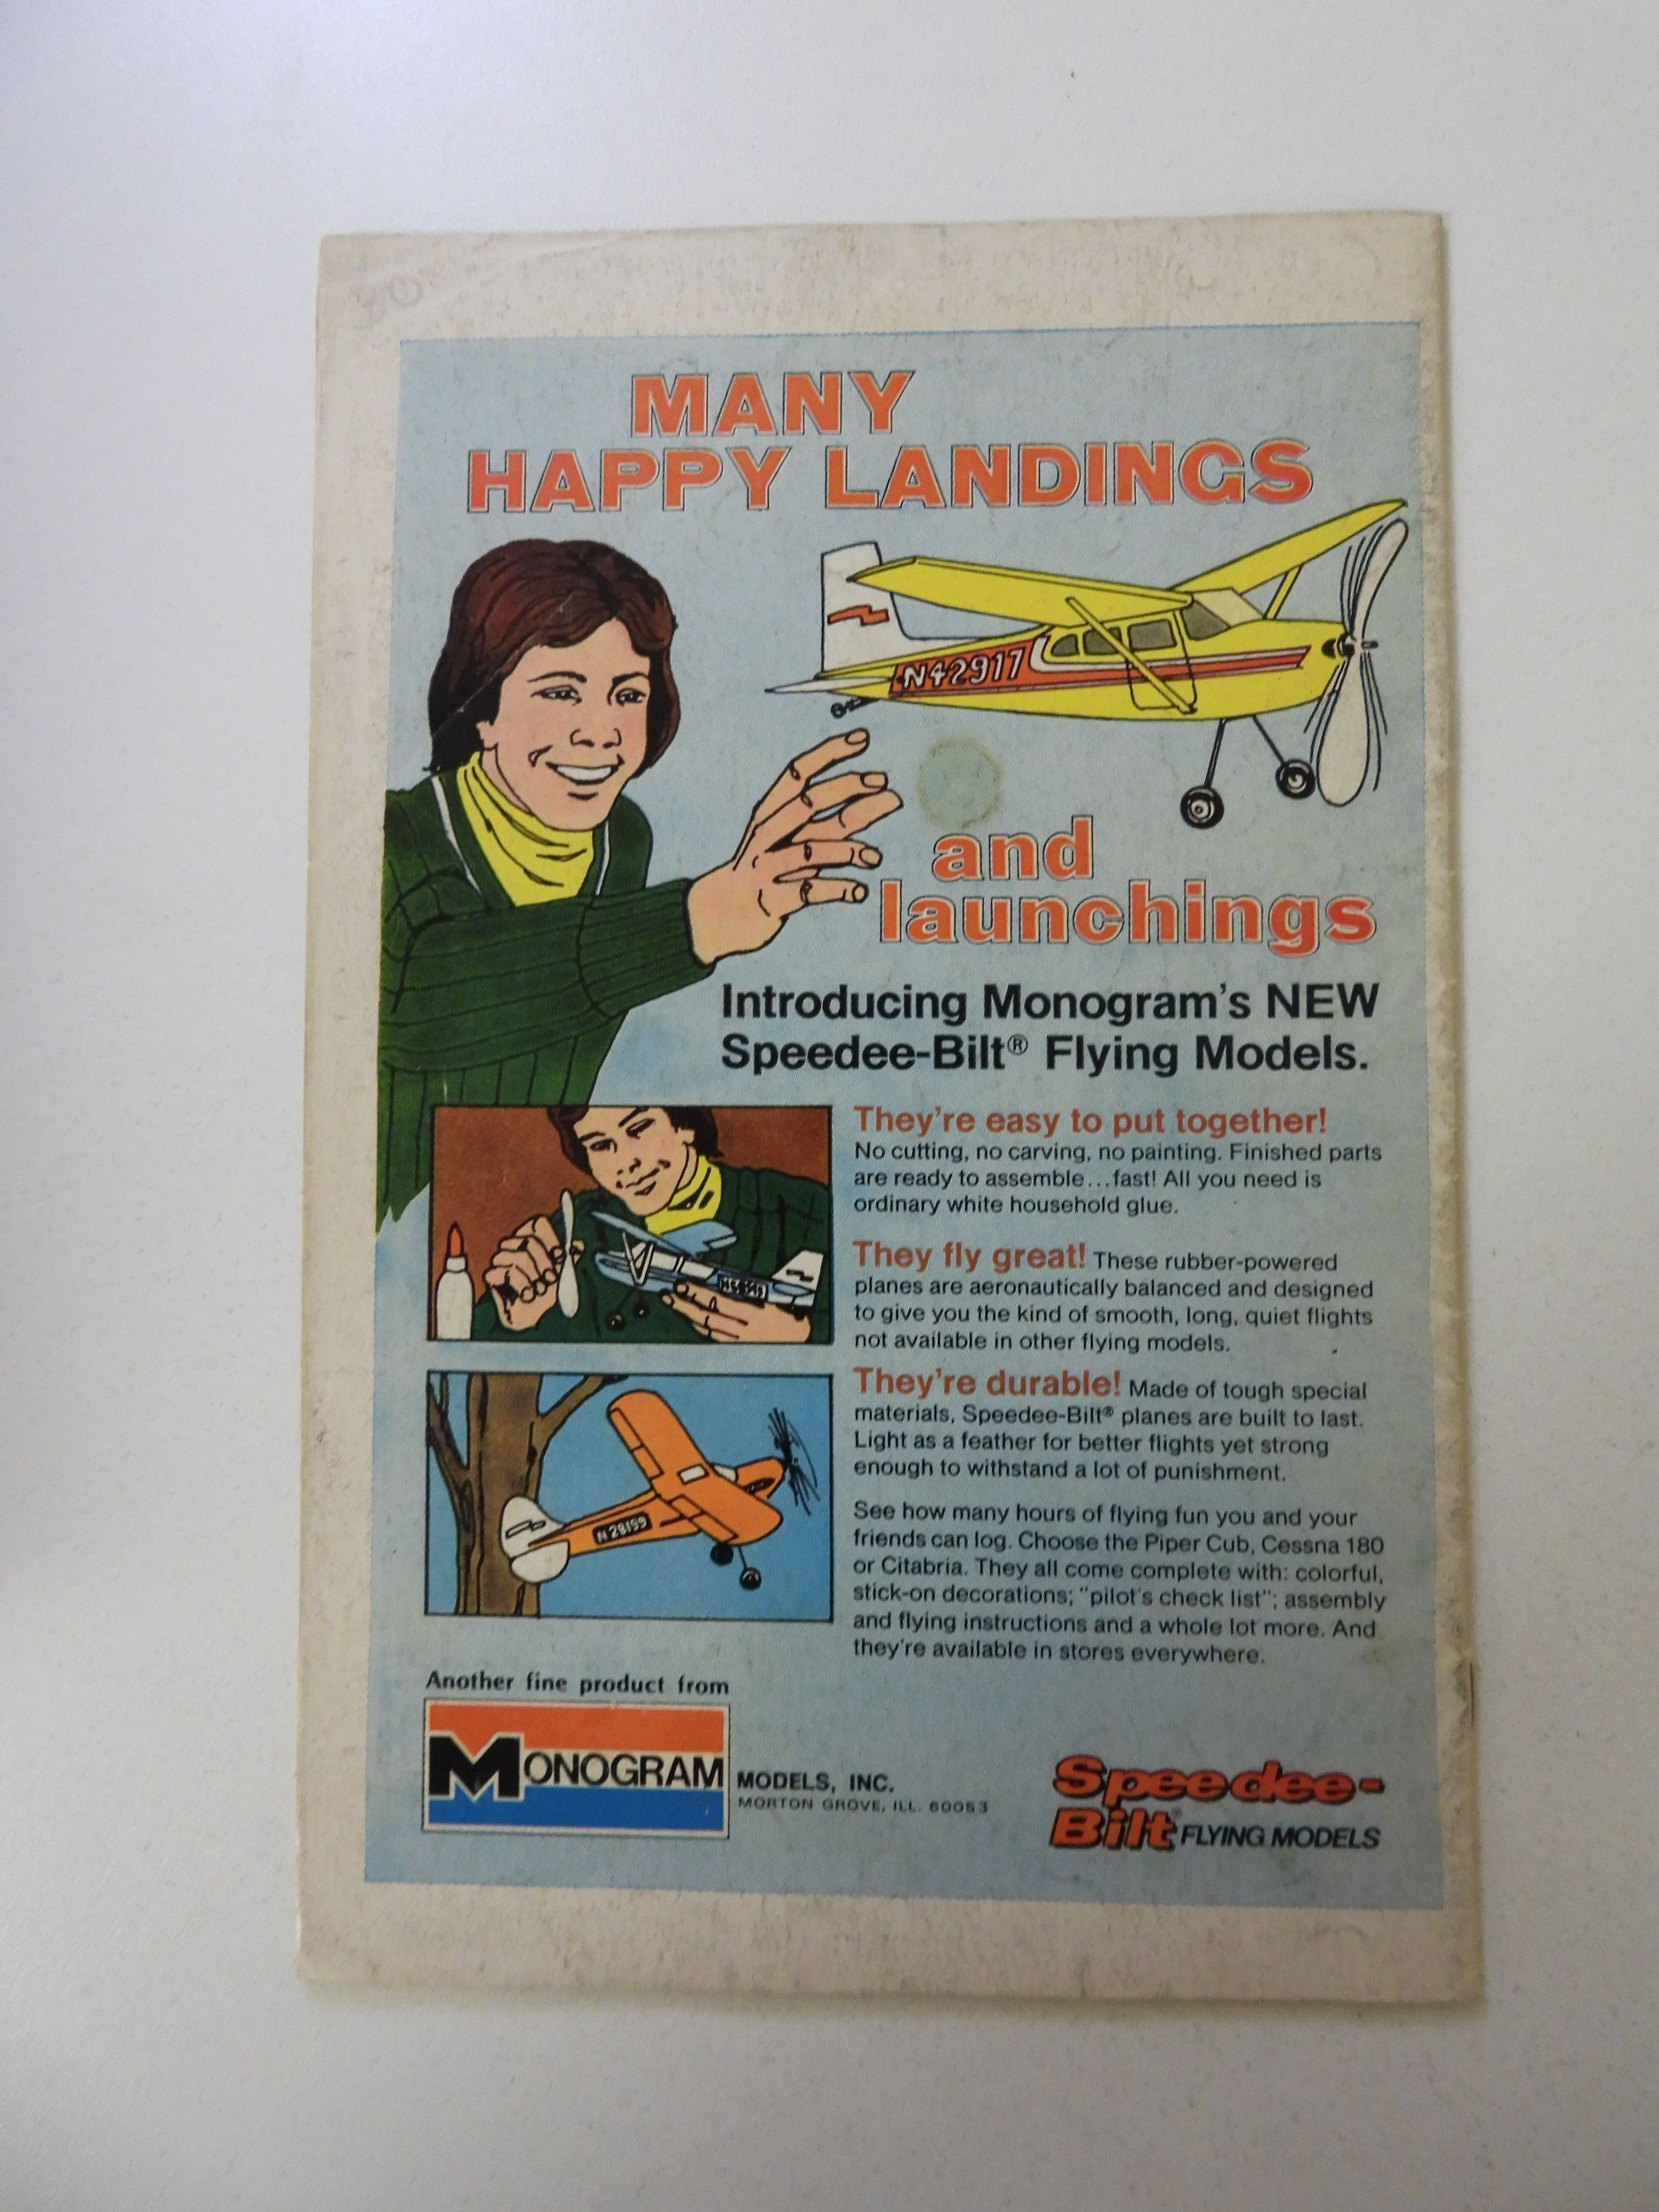 MANY
HAPPY LANDINGS
N42917
and
launchings
Introducing Monogram's NEW
Speedee-Bilt® Flying Models.
They're easy to put together!
No cutting, no carving, no painting. Finished parts
are ready to assemble...fast! All you need is
ordinary white household glue.
They fly great! These rubber-powered
planes are aeronautically balanced and designed
to give you the kind of smooth, long, quiet flights
not available in other flying models.
They're durable! Made of tough special
materials, Speedee-Bilt® planes are built to last.
Light as a feather for better flights yet strong
enough to withstand a lot of punishment.
N28199
See how many hours of flying fun you and your
friends can log. Choose the Piper Cub, Cessna 180
or Citabria. They all come complete with: colorful,
stick-on decorations; "pilot's check list"; assembly
and flying instructions and a whole lot more. And
they're available in stores everywhere.
Another fine product from
MONOGRAM MODELS, INC.
MORTON GROVE, ILL. 60053
Speedee-
Bilt® FLYING MODELS